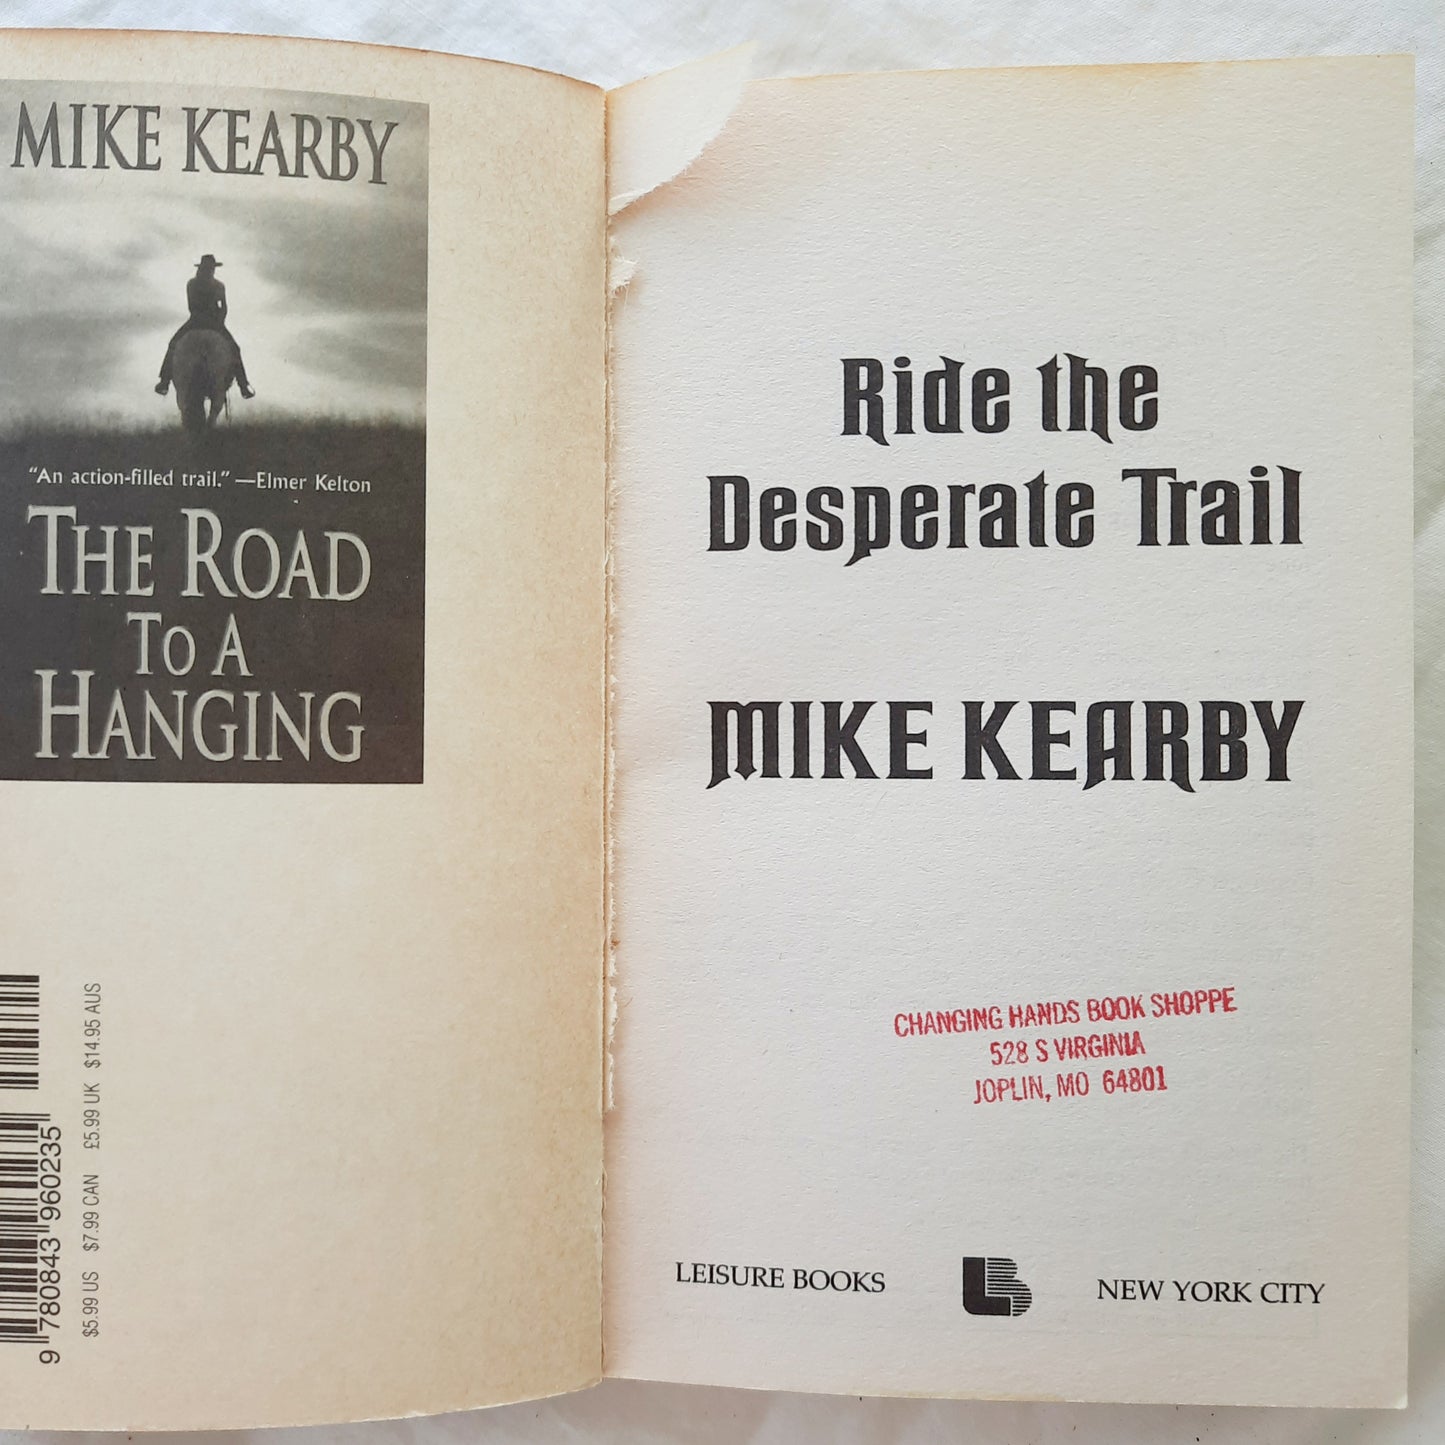 MIKE KEARBY
"An action-filled trail."—Elmer Kelton
THE ROAD
TO A
HANGING
9 780843 960235
$5.99 US $7.99 CAN £5.99 UK $14.95 AUS
Ride the
Desperate Trail
MIKE KEARBY
CHANGING HANDS BOOK SHOPPE
528 S VIRGINIA
JOPLIN, MO 64801
LEISURE BOOKS LB NEW YORK CITY